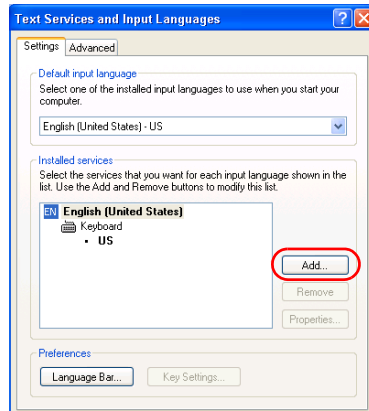 Text Services and Input Languages
Settings
Advanced
Default input language
Select one of the installed input languages to use when you start your
computer.
English (United States) - US
Installed services
Select the services that you want for each input language shown in the
list. Use the Add and Remove buttons to modify this list.
EN English (United States)
Keyboard
• US
Add...
Remove
Properties...
Preferences
Language Bar...
Key Settings...